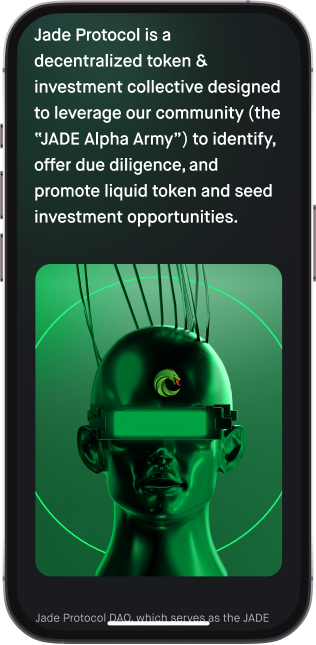 Jade Protocol is a
decentralized token &
investment collective designed
to leverage our community (the
"JADE Alpha Army”) to identify,
offer due diligence, and
promote liquid token and seed
investment opportunities.
Jade Protocol DAO, which serves as the JADE